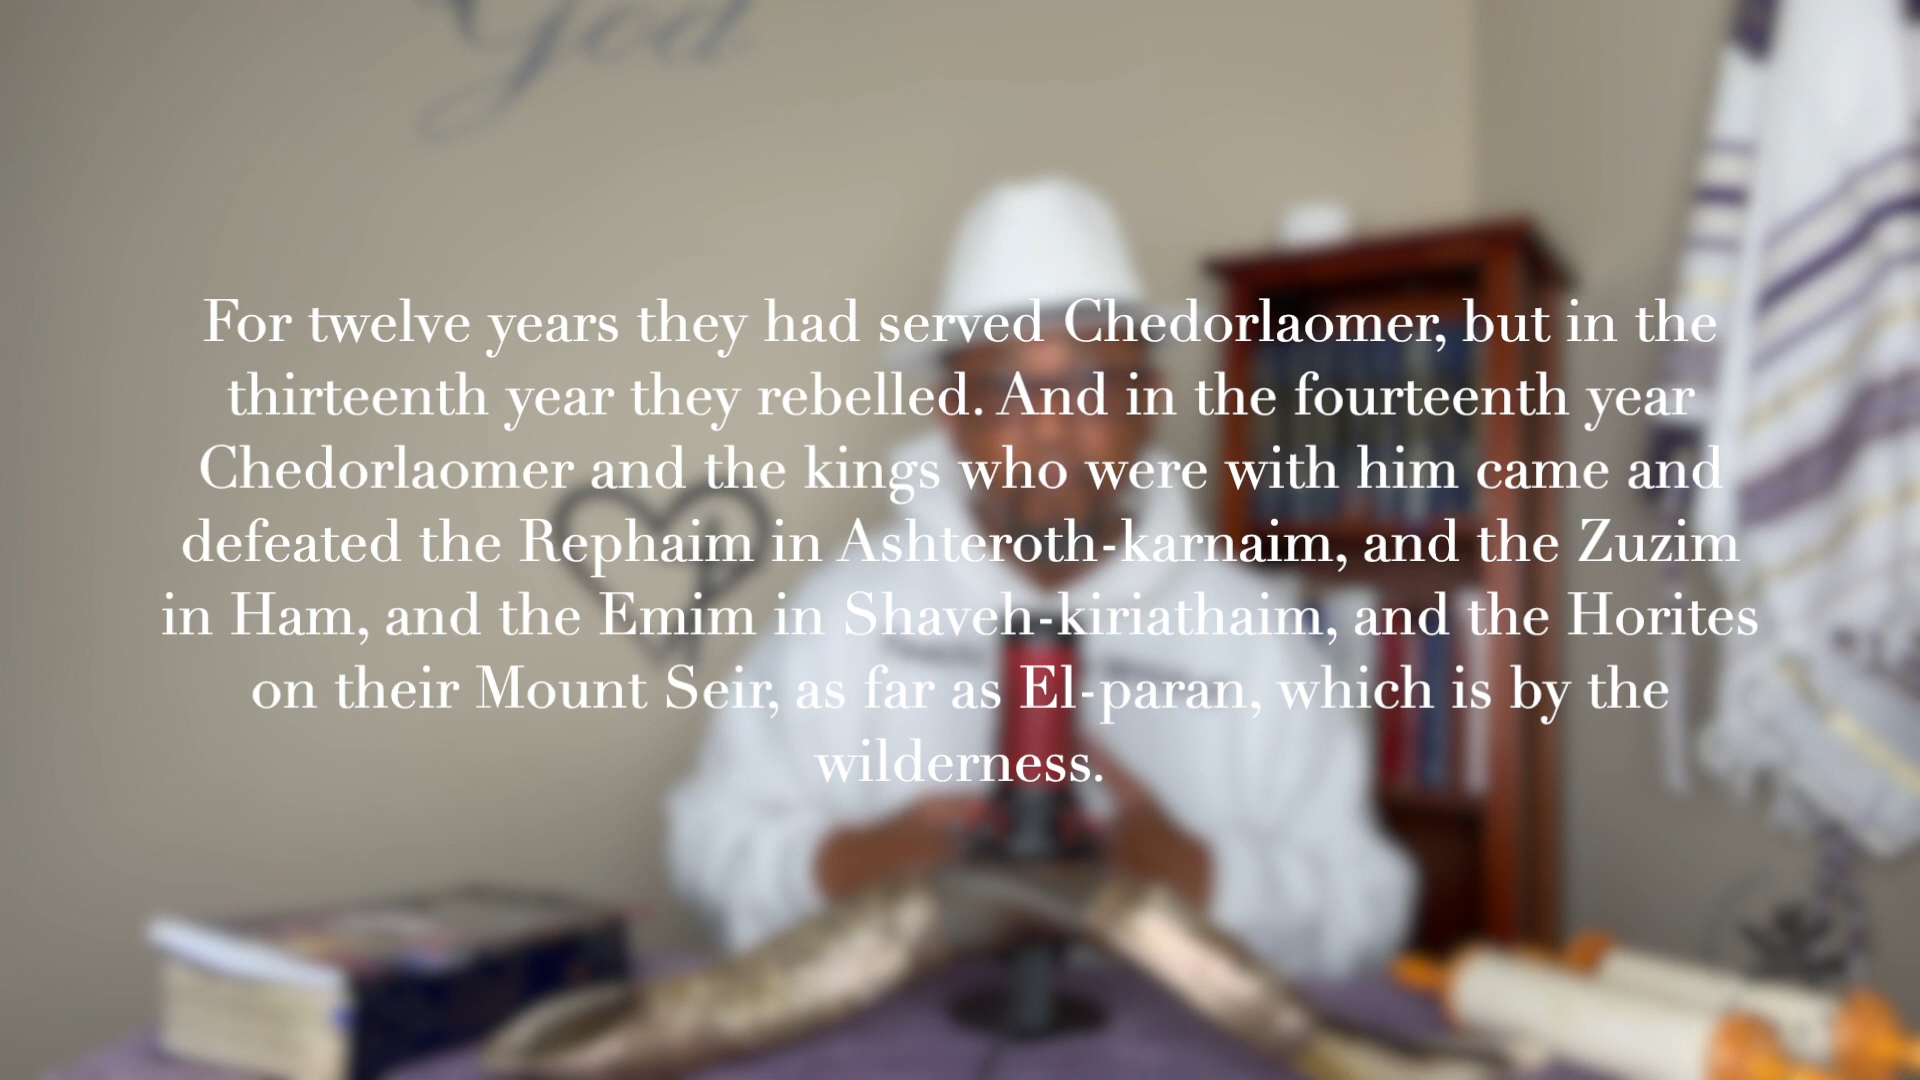 God
For twelve years they had served Chedorlaomer, but in the
thirteenth year they rebelled. And in the fourteenth year
Chedorlaomer and the kings who were with him came and
defeated the Rephaim in Ashteroth-karnaim, and the Zuzim
in Ham, and the Emim in Shaveh-kiriathaim, and the Horites
on their Mount Seir, as far as El-paran, which is by the
wilderness.